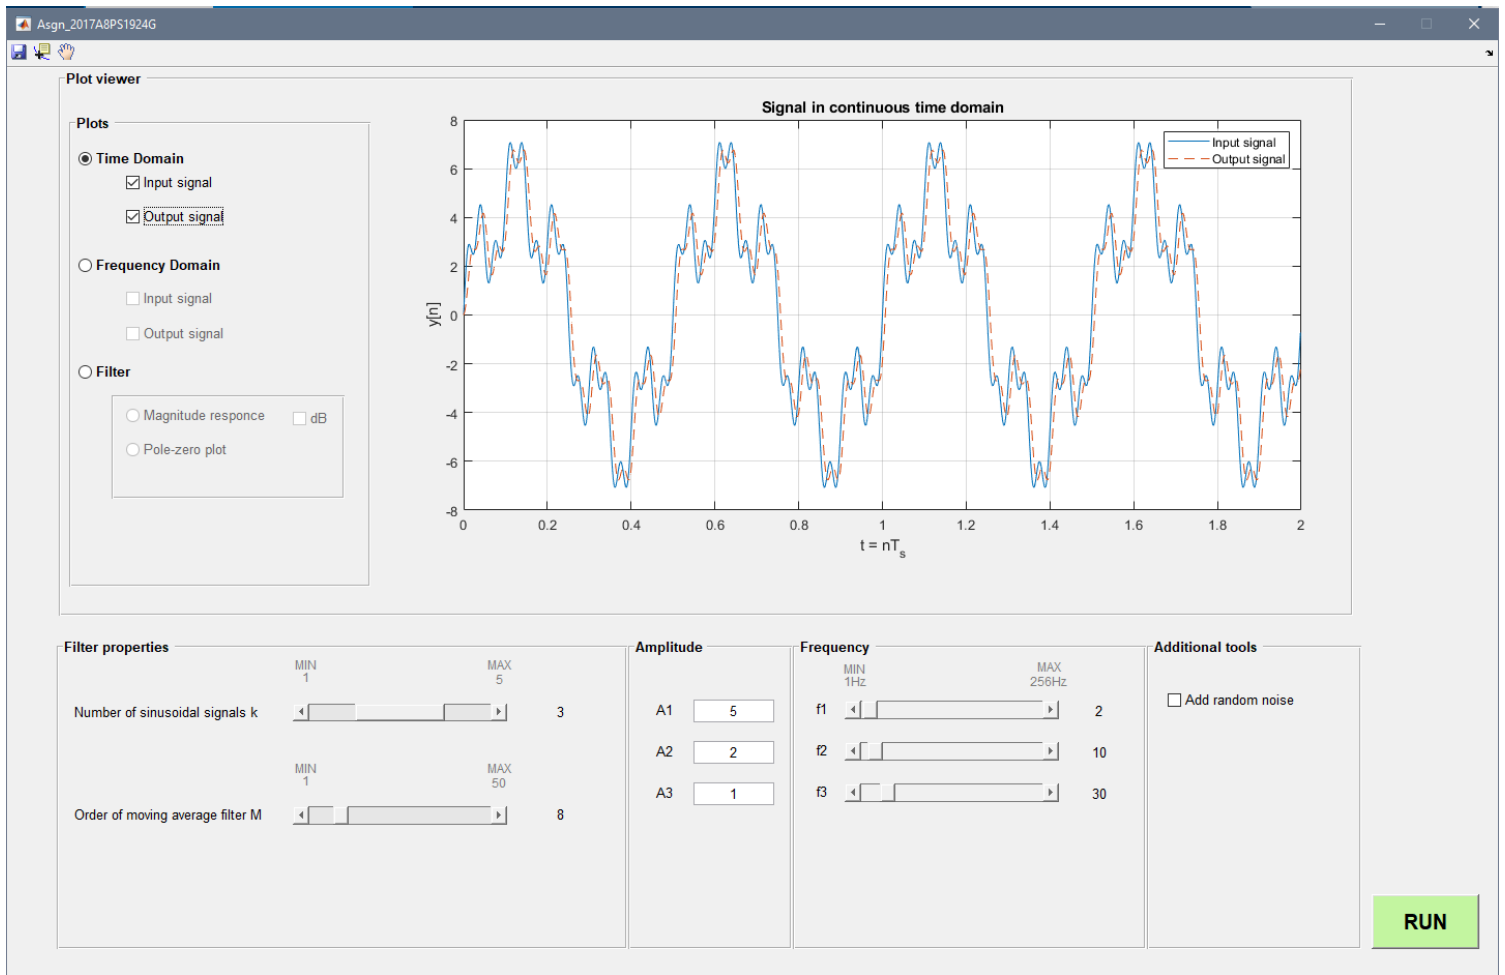 Asgn_2017A8PS1924G
Plot viewer
Plots
Time Domain
Input signal
Output signal
Frequency Domain
Input signal
Output signal
Filter
Magnitude responce
dB
Pole-zero plot
Signal in continuous time domain
Input signal
Output signal
8
6
4
2
0
-2
-4
-6
-8
y[n]
0 0.2 0.4 0.6 0.8 1 1.2 1.4 1.6 1.8 2
t = nTs
Filter properties
MIN MAX
1 5
Number of sinusoidal signals k 3
MIN MAX
1 50
Order of moving average filter M 8
Amplitude
A1 5
A2 2
A3 1
Frequency
MIN MAX
1Hz 256Hz
f1 2
f2 10
f3 30
Additional tools
Add random noise
RUN